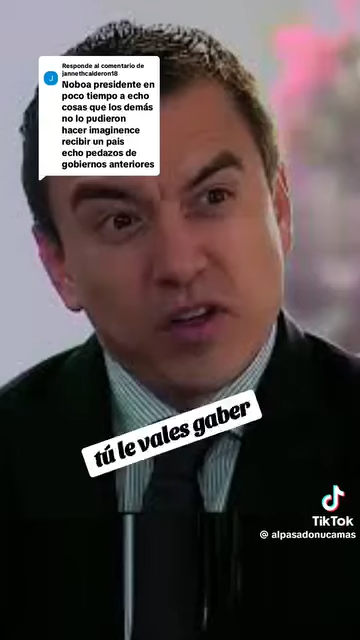 Responde al comentario de
jannethcalderon18
J
Noboa presidente en
poco tiempo a echo
cosas que los demás
no lo pudieron
hacer imaginence
recibir un pais
echo pedazos de
gobiernos anteriores
tú le vales gaber
TikTok
@ alpasadonucamas